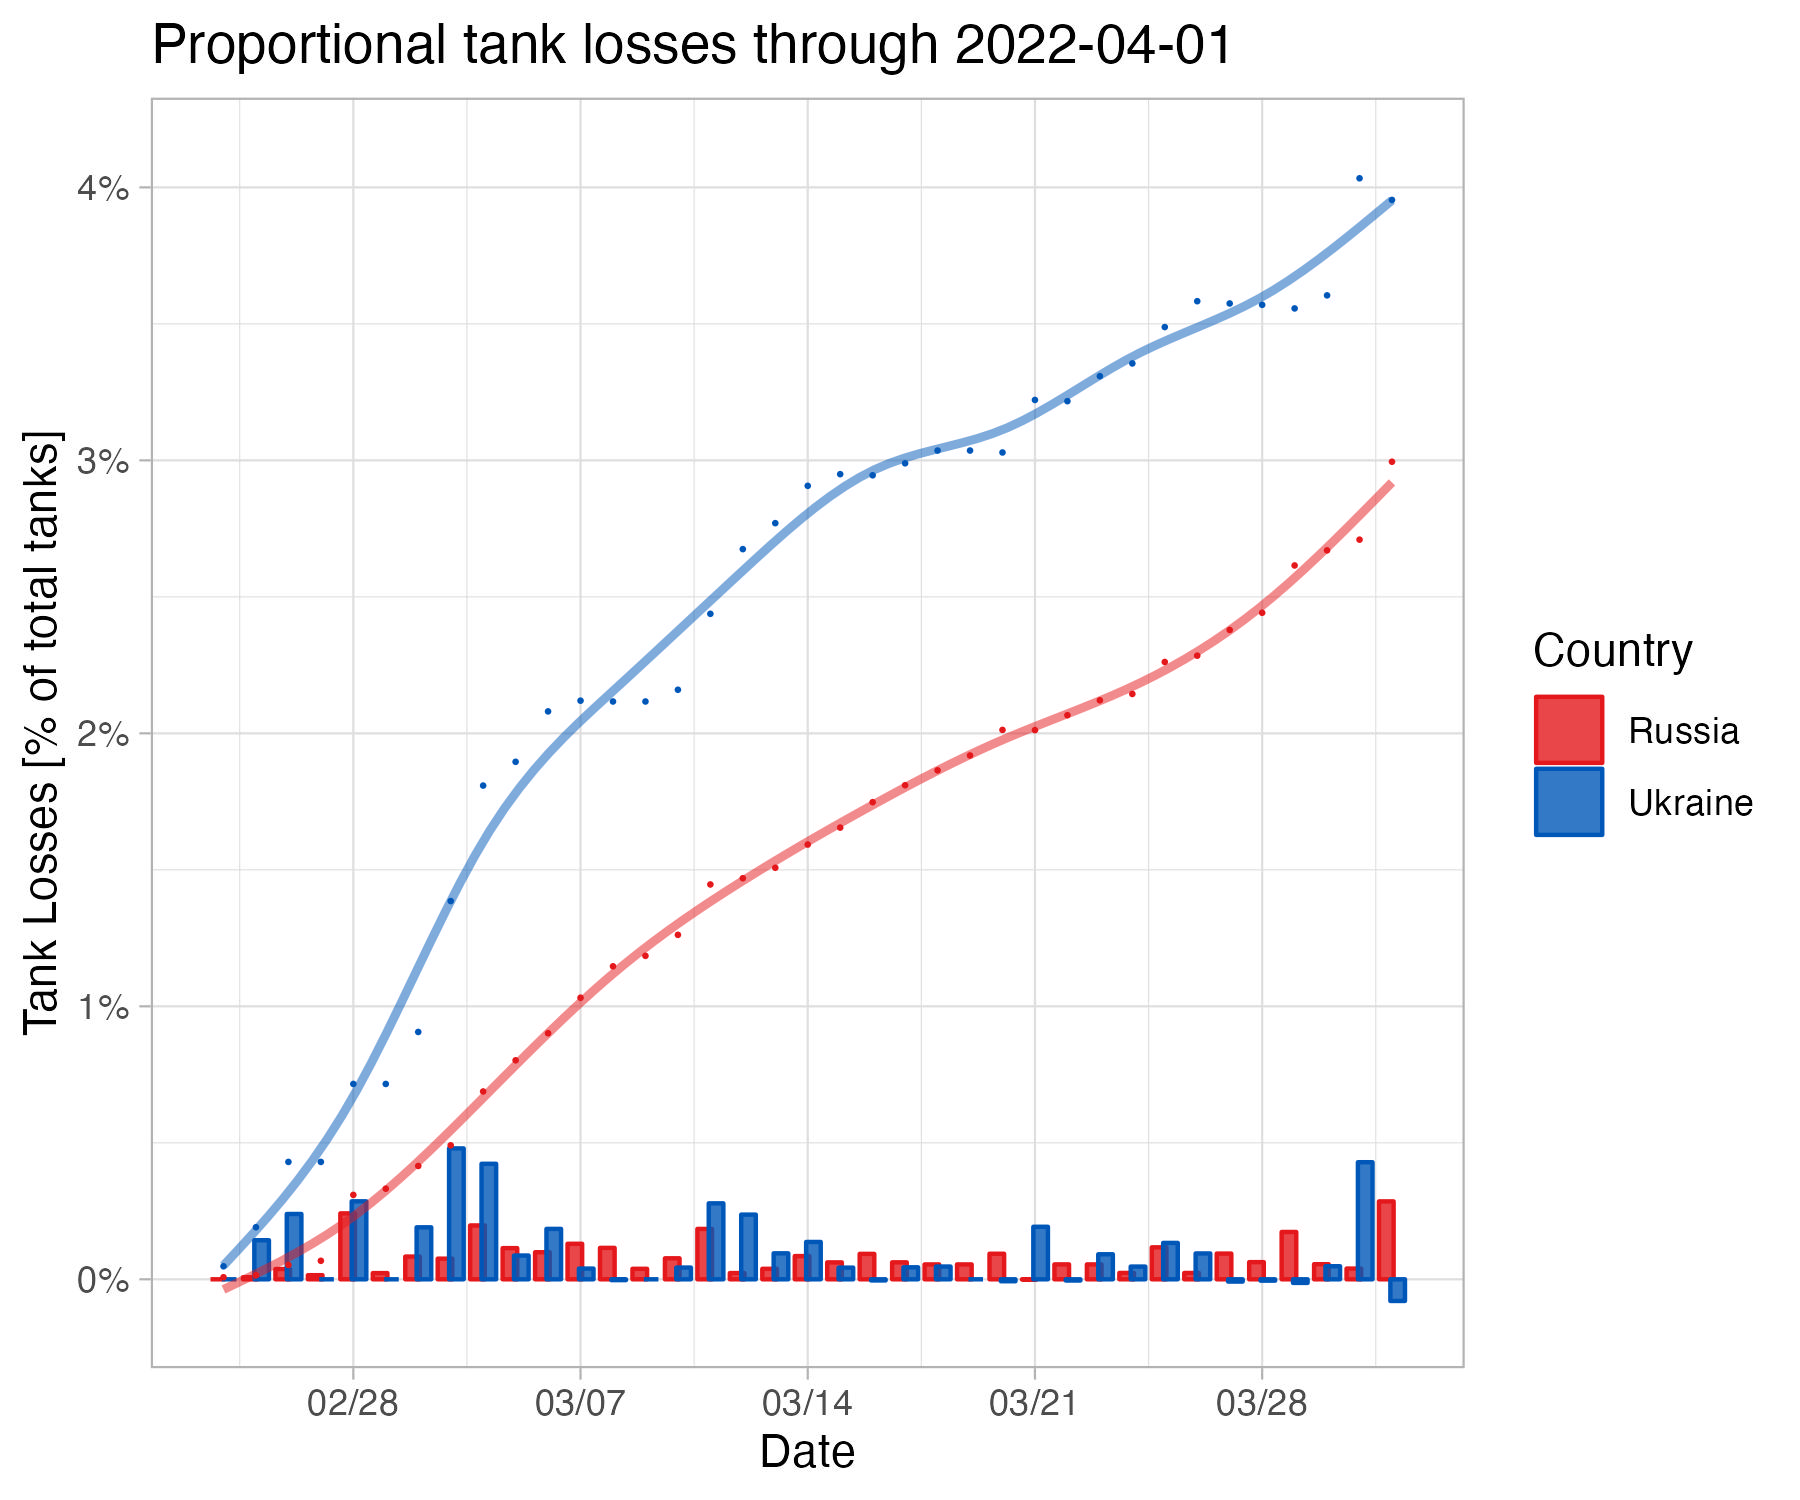 Proportional tank losses through 2022-04-01
Tank Losses [% of total tanks]
4%
3%
2%
1%
0%
02/28
03/07
03/14
03/21
03/28
Date
Country
Russia
Ukraine